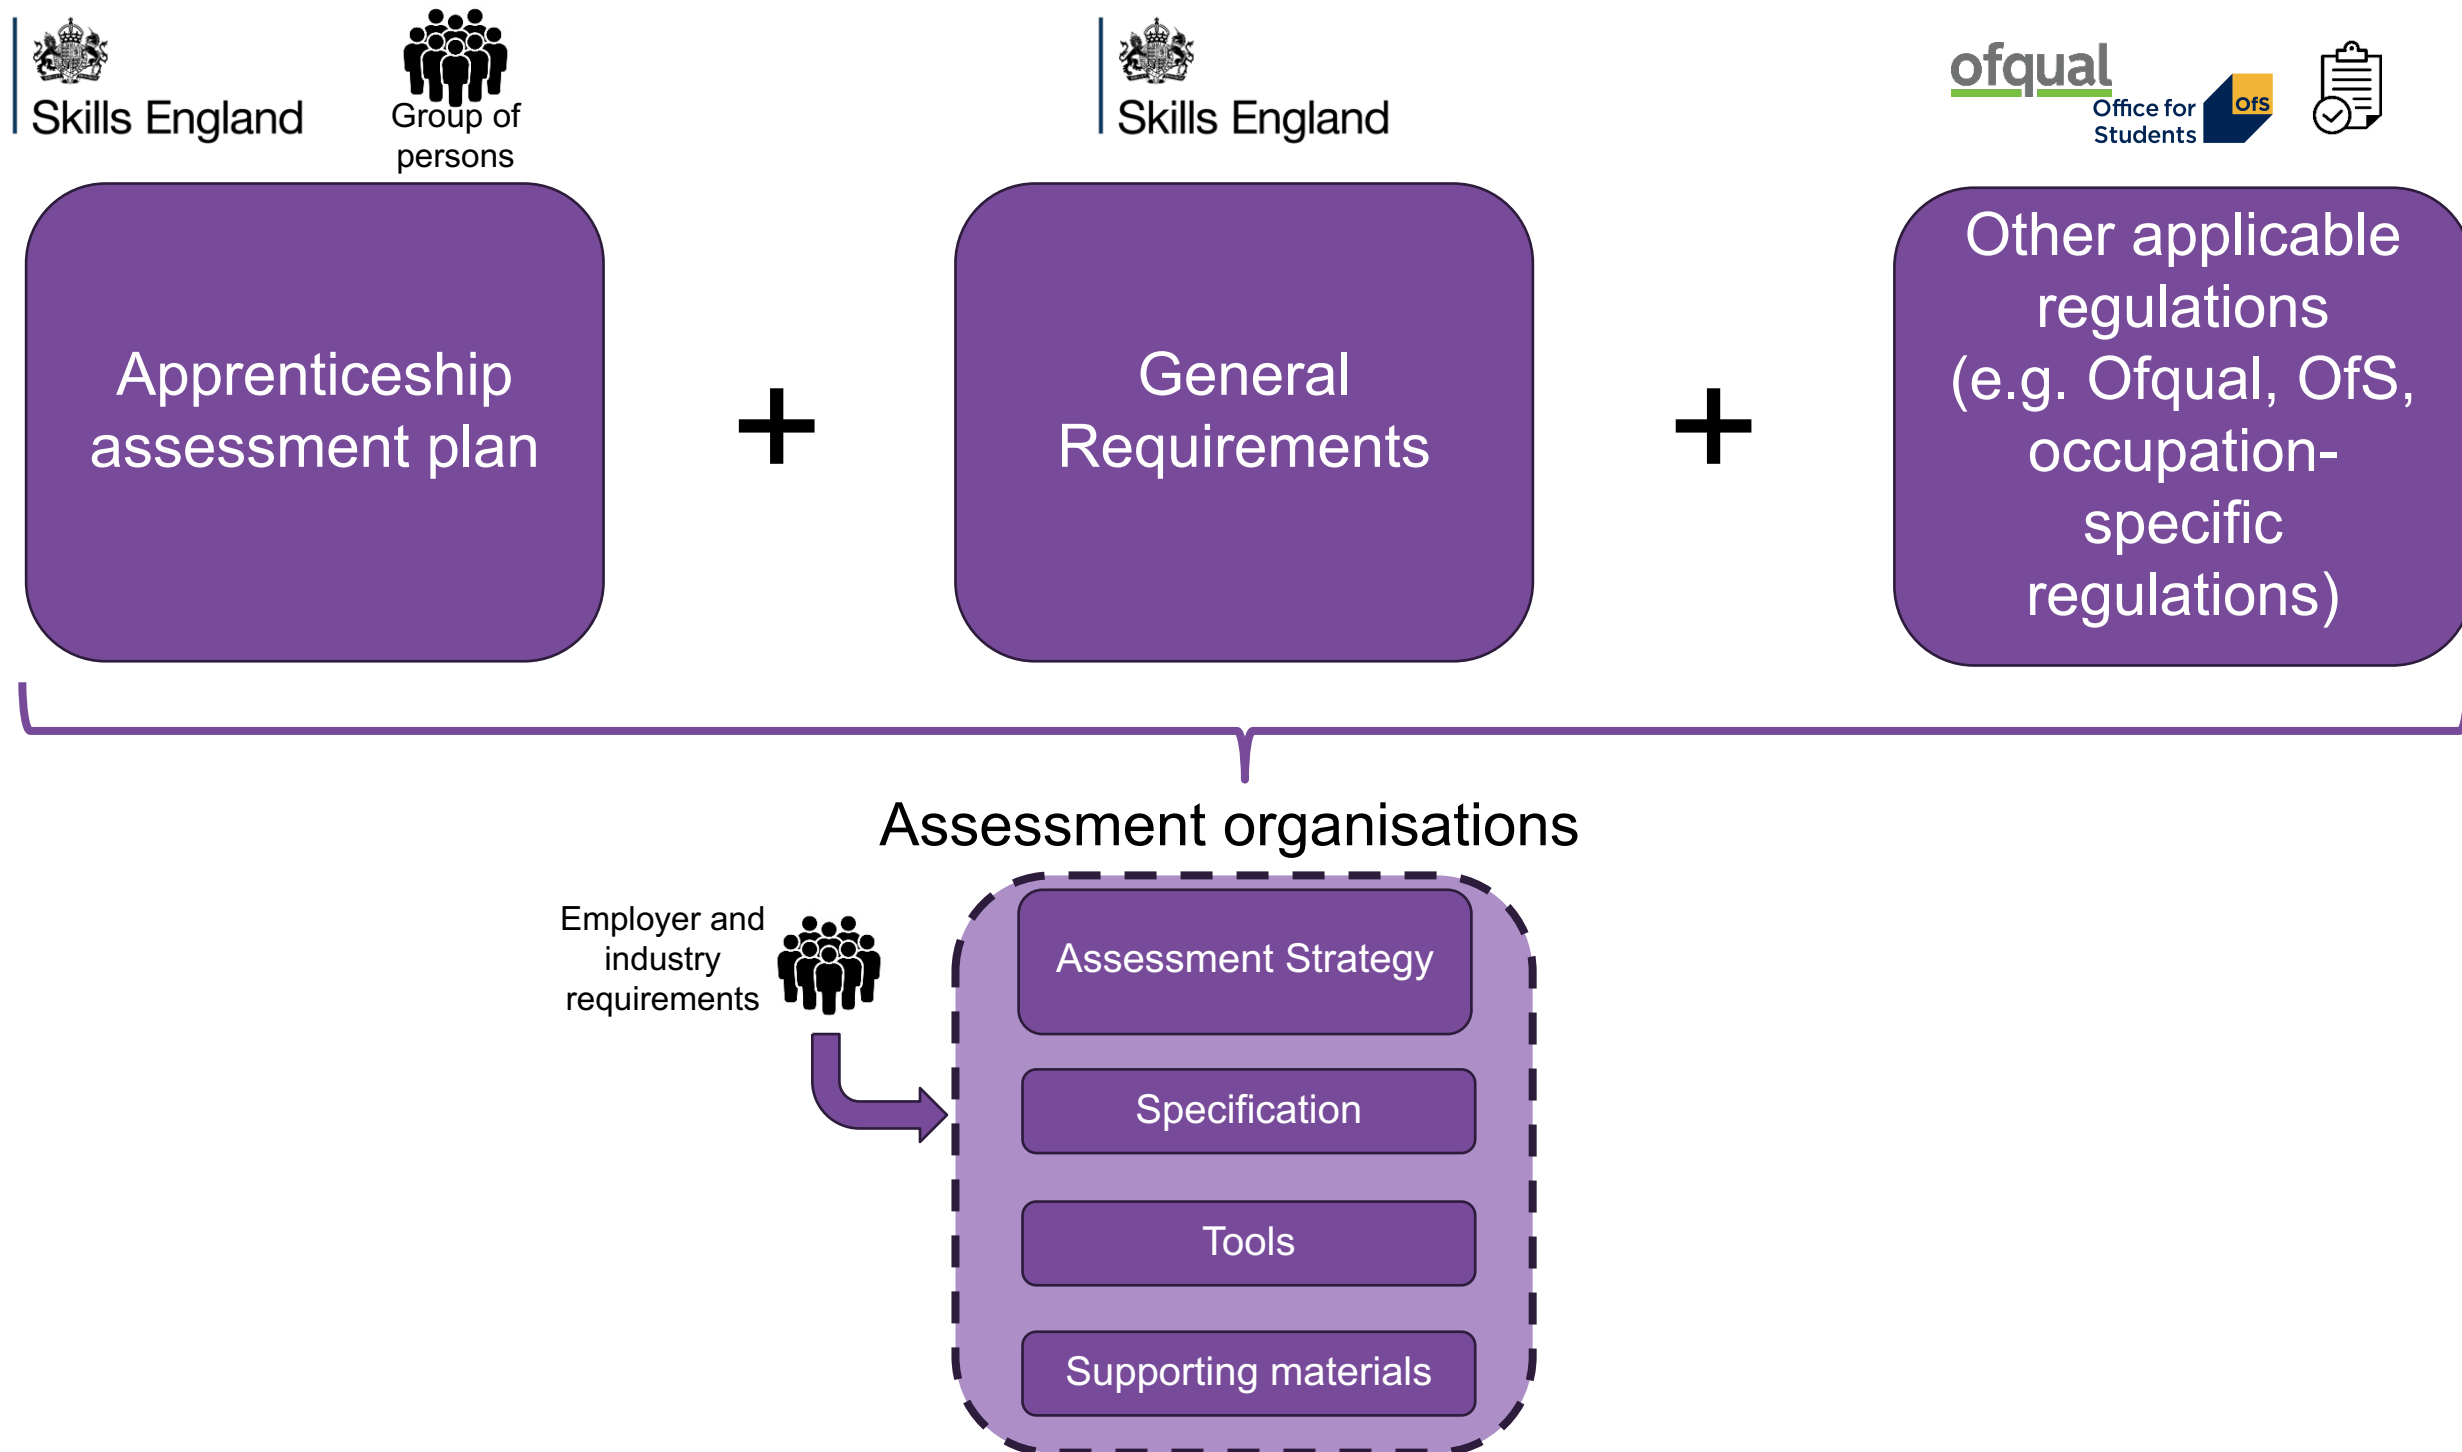 Skills England
Group of
persons
Skills England
ofqual
Office for
Students
OfS
Apprenticeship
assessment plan
+
General
Requirements
+
Other applicable
regulations
(e.g. Ofqual, OfS,
occupation-
specific
regulations)
Assessment organisations
Employer and
industry
requirements
Assessment Strategy
Specification
Tools
Supporting materials